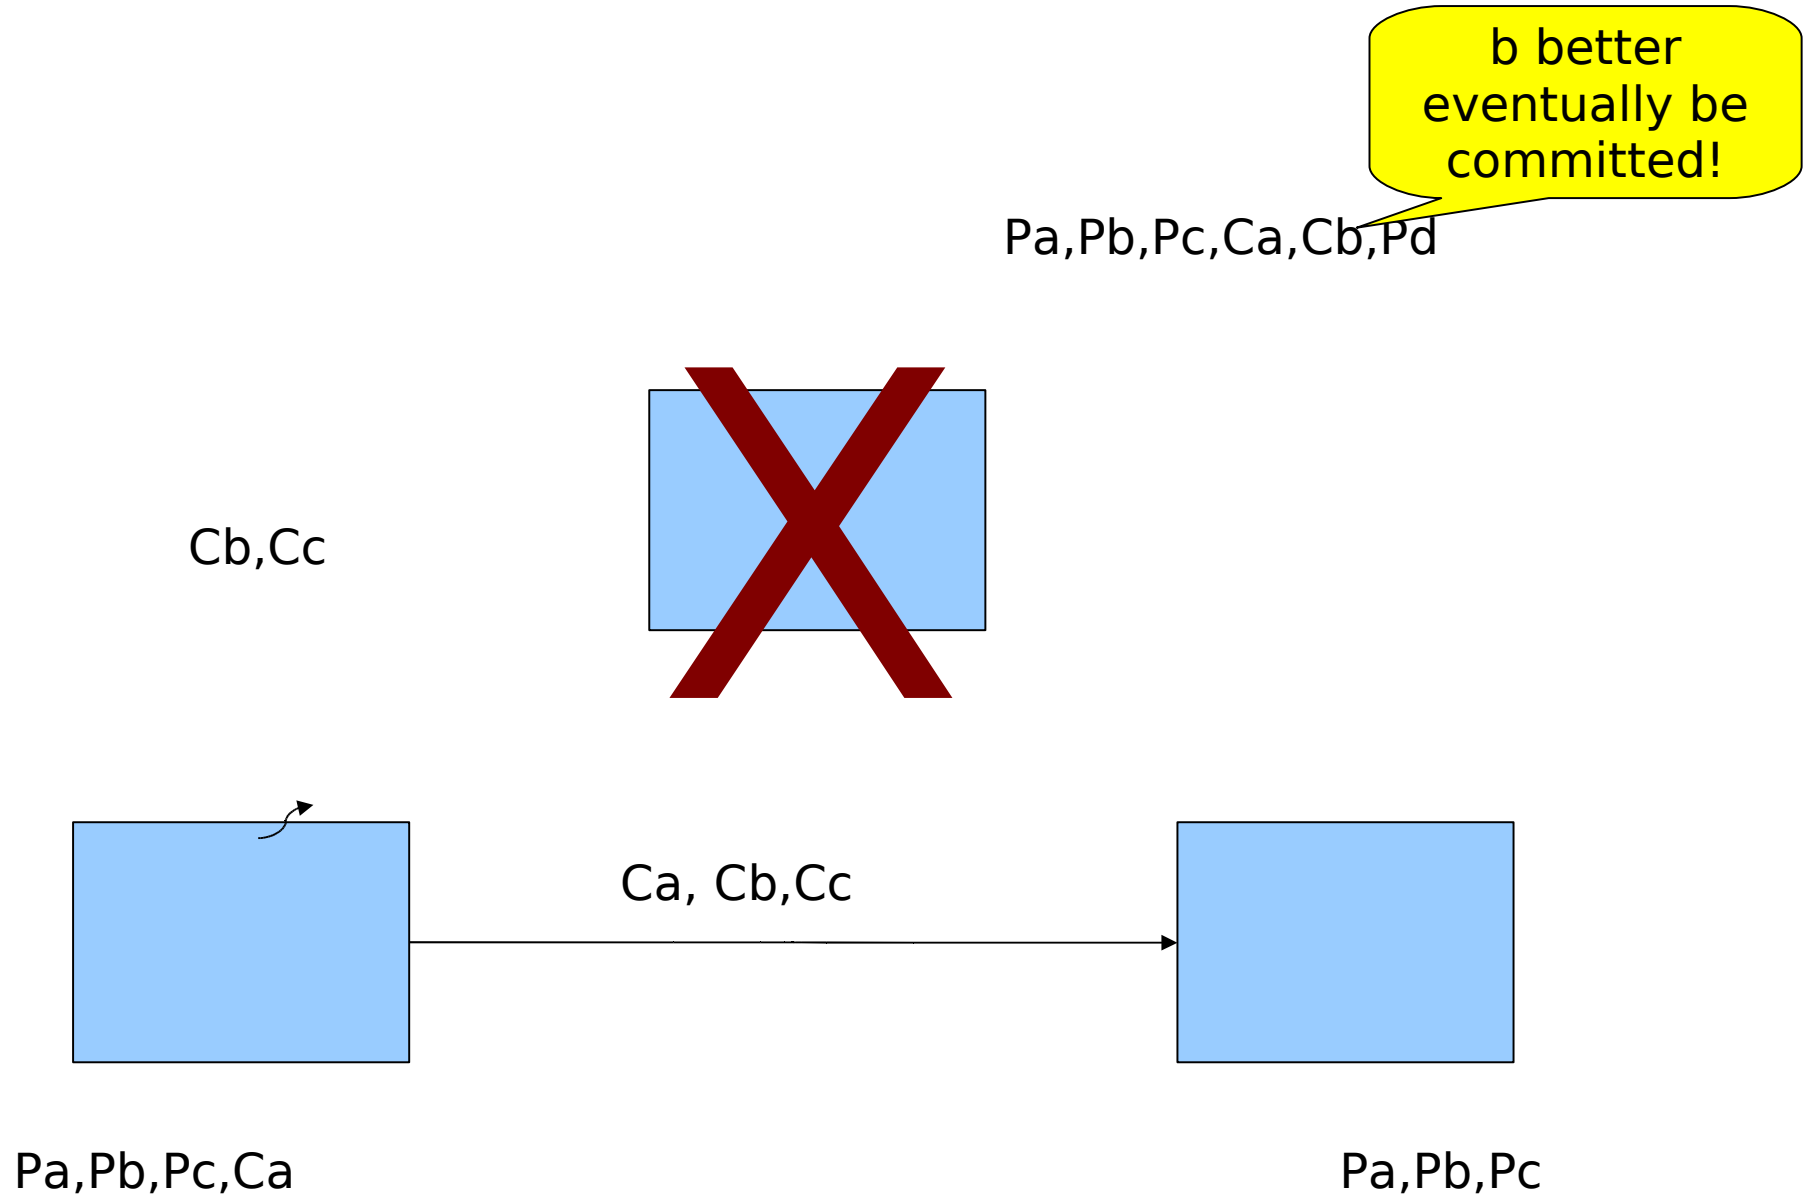 b better
eventually be
committed!
Pa,Pb,Pc,Ca,Cb,Pd
Cb,Cc
Ca, Cb,Cc
Pa,Pb,Pc,Ca
Pa,Pb,Pc